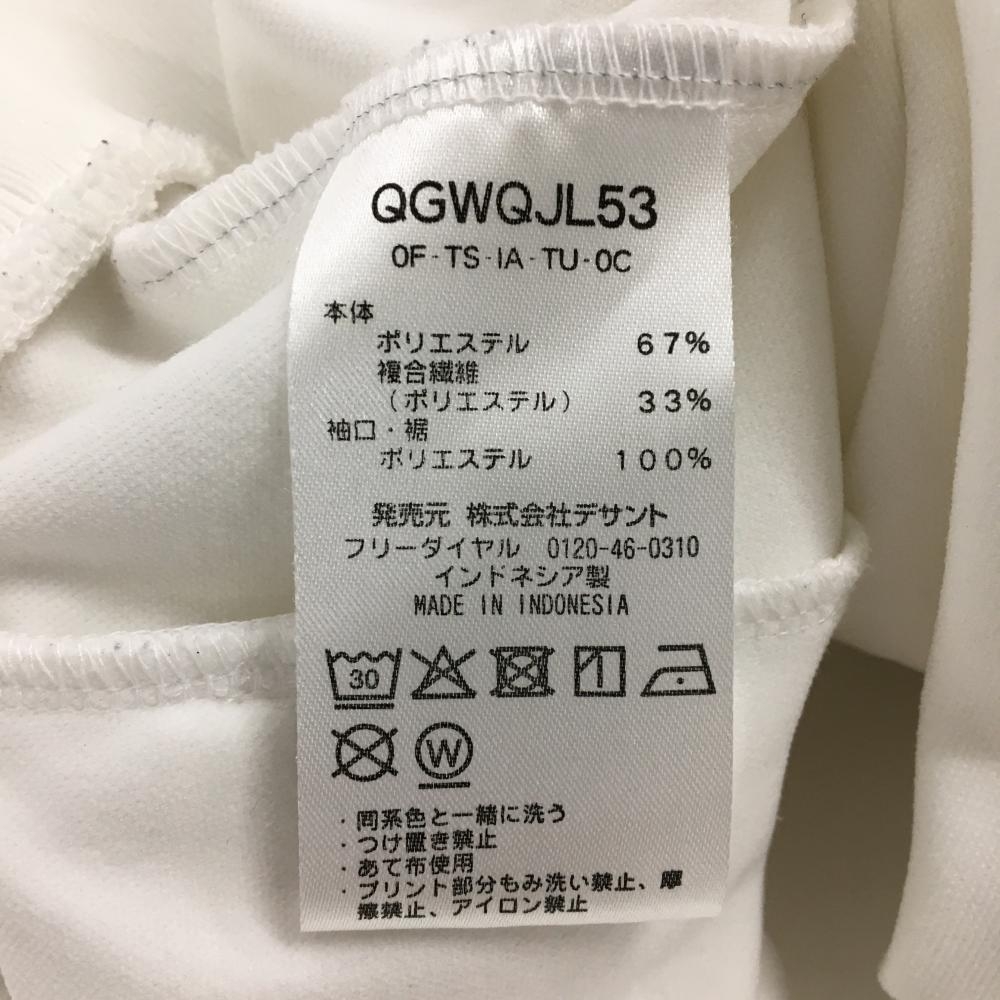 QGWQJL53
0F-TS-IA-TU-0C
本体
ポリエステル 67%
複合繊維
(ポリエステル) 33%
袖口・裾
ポリエステル 100%
発売元 株式会社デサント
フリーダイヤル 0120-46-0310
インドネシア製
MADE IN INDONESIA
30
W
・同系色と一緒に洗う
・つけ置き禁止
・あて布使用
・プリント部分もみ洗い禁止、摩
擦禁止、アイロン禁止